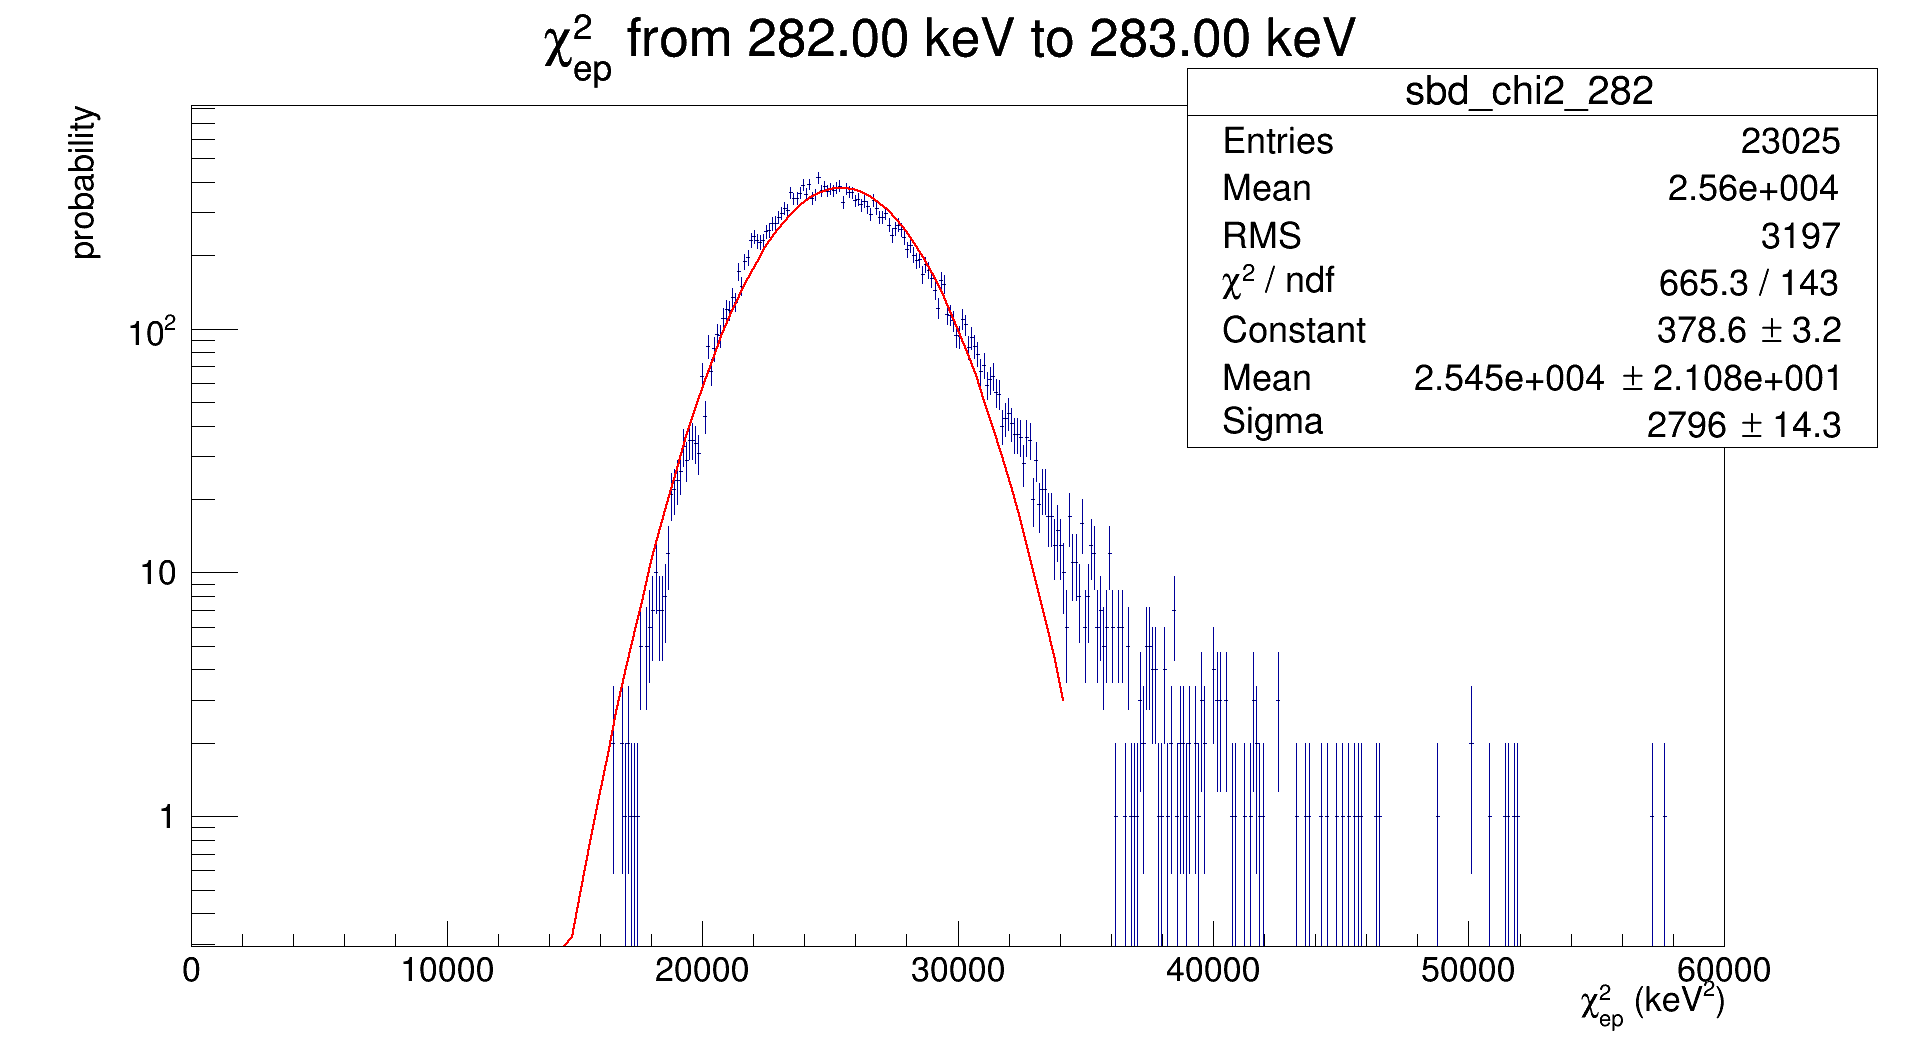 χ²ep from 282.00 keV to 283.00 keV
sbd_chi2_282
Entries 23025
Mean 2.56e+004
RMS 3197
χ² / ndf 665.3 / 143
Constant 378.6 ± 3.2
Mean 2.545e+004 ± 2.108e+001
Sigma 2796 ± 14.3
probability
10²
10
1
0 10000 20000 30000 40000 50000 60000
χ²ep (keV²)